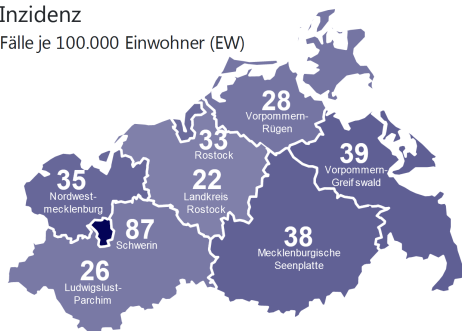 Inzidenz
Fälle je 100.000 Einwohner (EW)
28
Vorpommern-
Rügen
33
Rostock
39
Vorpommern-
Greifswald
35
Nordwest-
mecklenburg
22
Landkreis
Rostock
87
Schwerin
38
Mecklenburgische
Seenplatte
26
Ludwigslust-
Parchim